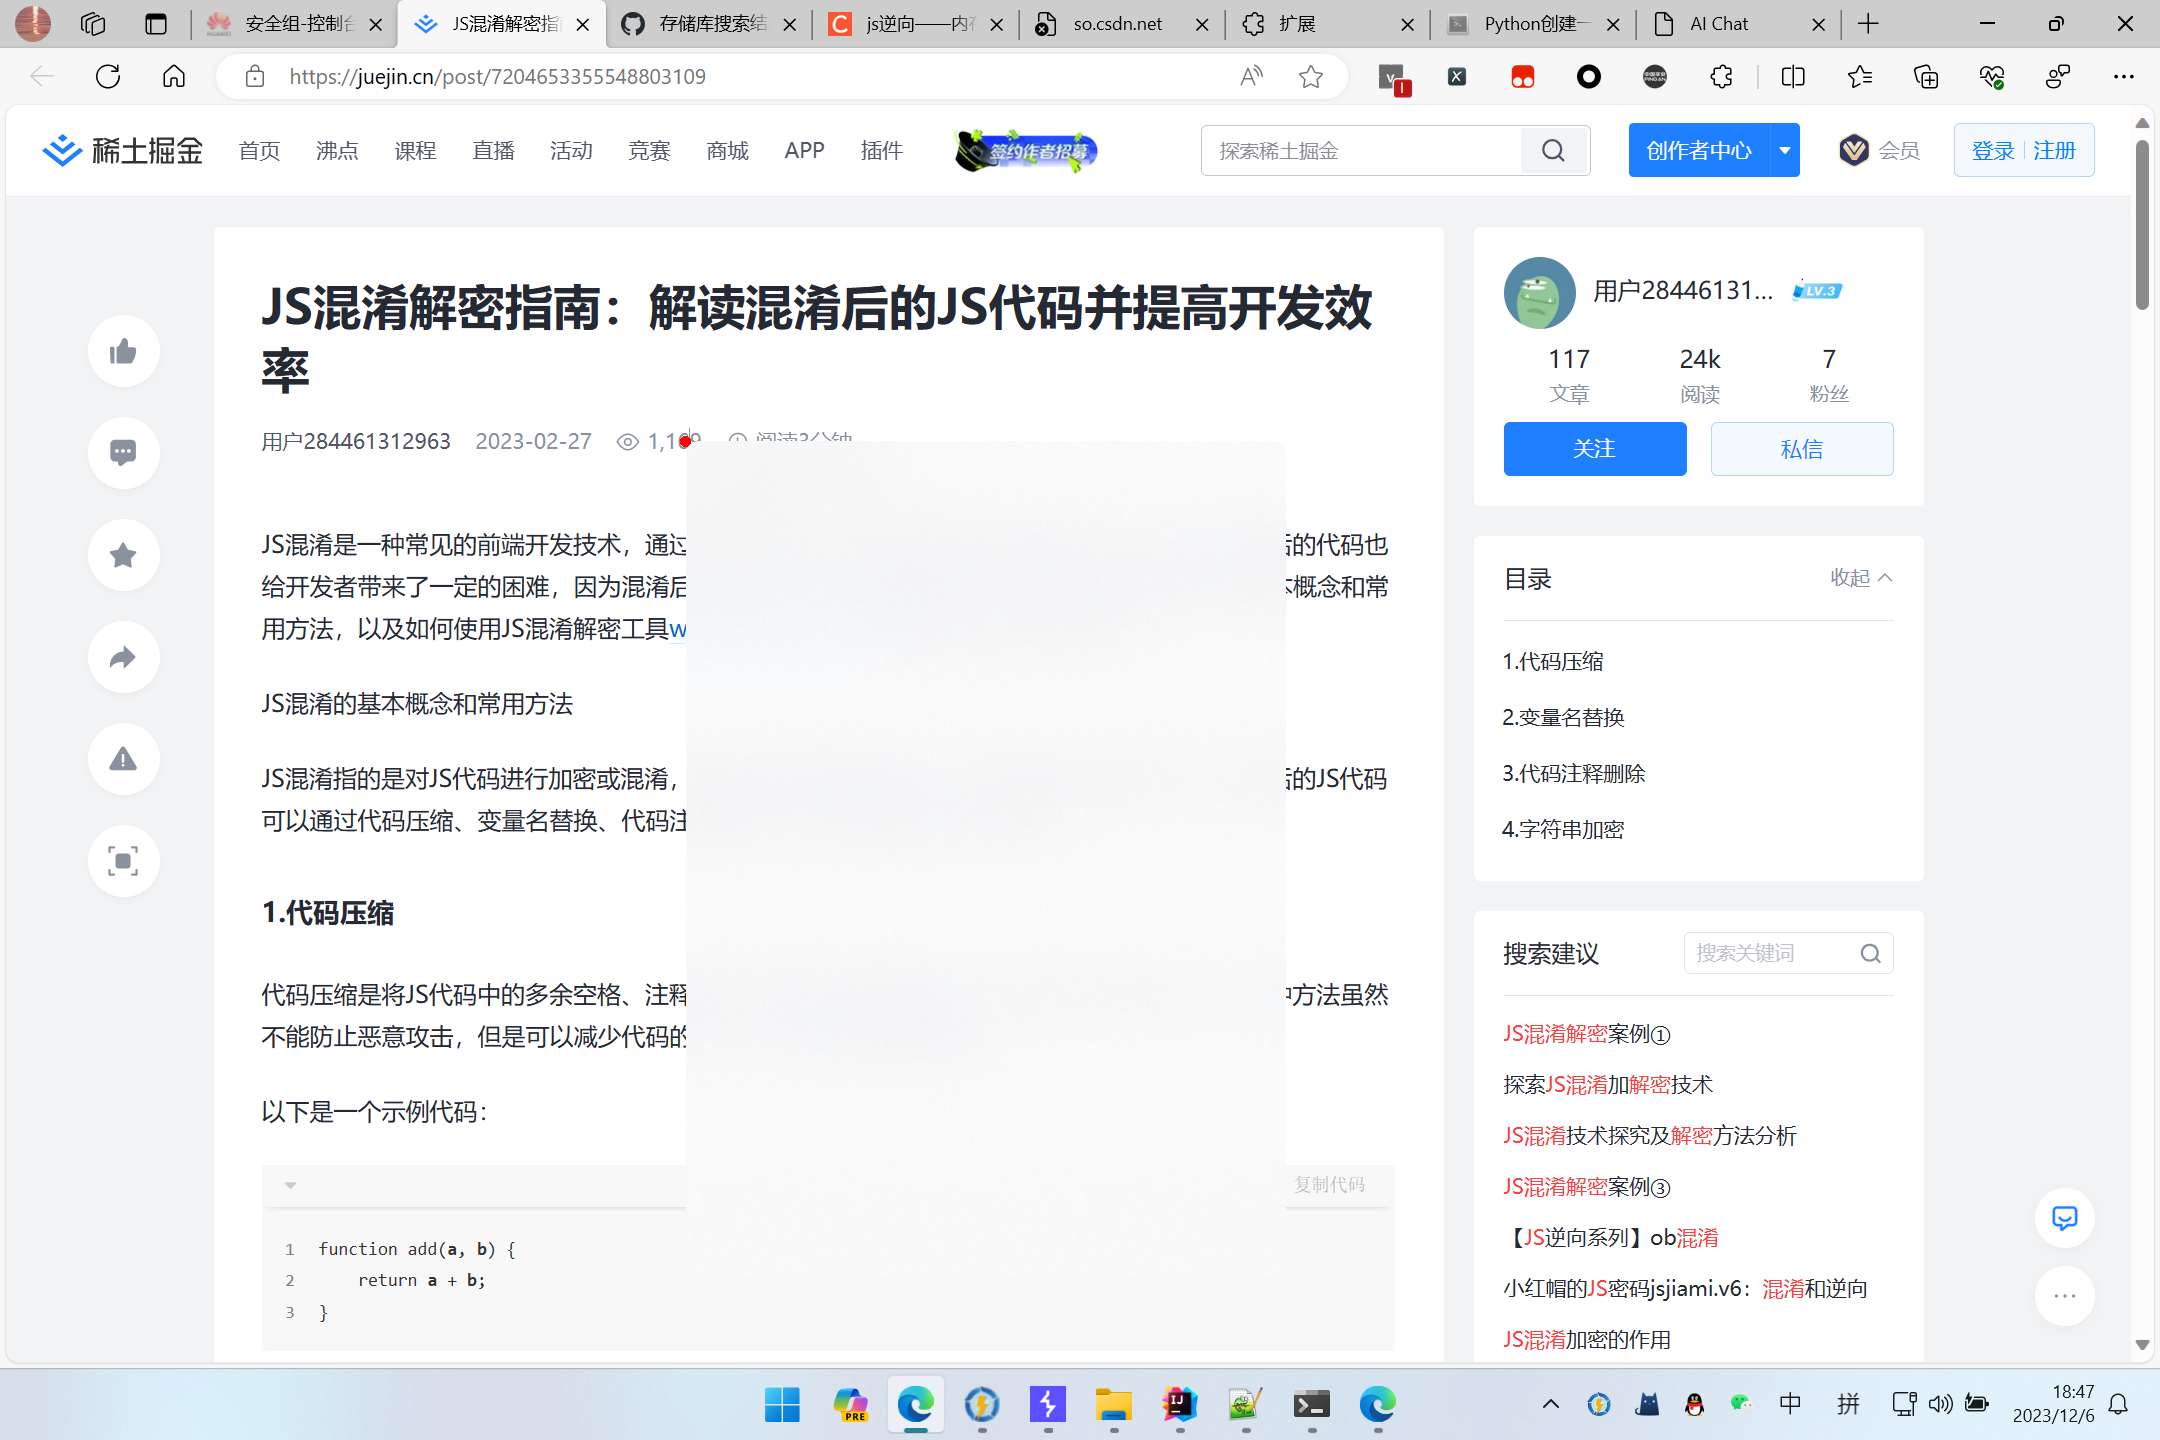 安全组-控制台
JS混淆解密指
存储库搜索结
js逆向——内
so.csdn.net
扩展
Python创建一
AI Chat
https://juejin.cn/post/7204653355548803109
稀土掘金
首页
沸点
课程
直播
活动
竞赛
商城
APP
插件
签约作者招募
探索稀土掘金
创作者中心
会员
登录
注册
JS混淆解密指南：解读混淆后的JS代码并提高开发效
率
用户284461312963 2023-02-27 阅读3分钟
JS混淆是一种常见的前端开发技术，通过
后的代码也
给开发者带来了一定的困难，因为混淆后
本概念和常
用方法，以及如何使用JS混淆解密工具w
JS混淆的基本概念和常用方法
JS混淆指的是对JS代码进行加密或混淆，
后的JS代码
可以通过代码压缩、变量名替换、代码注
1.代码压缩
代码压缩是将JS代码中的多余空格、注释
种方法虽然
不能防止恶意攻击，但是可以减少代码的
以下是一个示例代码：
复制代码
1 function add(a, b) {
2 return a + b;
3 }
用户28446131... LV.3
117 24k 7
文章 阅读 粉丝
关注 私信
目录 收起
1.代码压缩
2.变量名替换
3.代码注释删除
4.字符串加密
搜索建议 搜索关键词
JS混淆解密案例①
探索JS混淆加解密技术
JS混淆技术探究及解密方法分析
JS混淆解密案例③
【JS逆向系列】ob混淆
小红帽的JS密码jsjiami.v6：混淆和逆向
JS混淆加密的作用
PRE
中
拼
18:47
2023/12/6